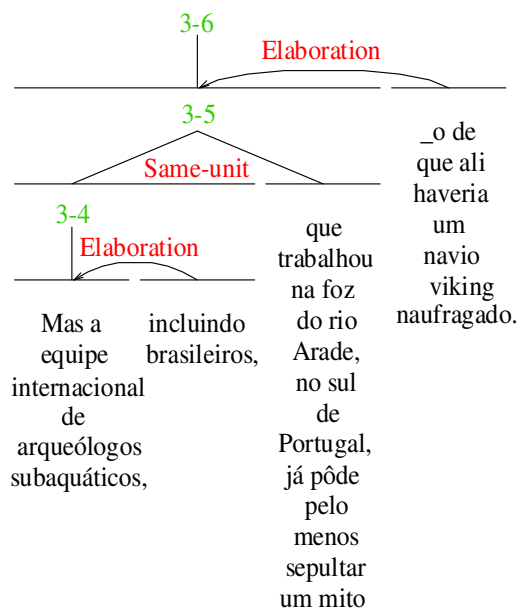 3-6
Elaboration
3-5
Same-unit
3-4
Elaboration
Mas a
equipe
internacional
de
arqueólogos
subaquáticos,
incluindo
brasileiros,
que
trabalhou
na foz
do rio
Arade,
no sul
de
Portugal,
já pôde
pelo
menos
sepultar
um mito
_o de
que ali
haveria
um
navio
viking
naufragado.